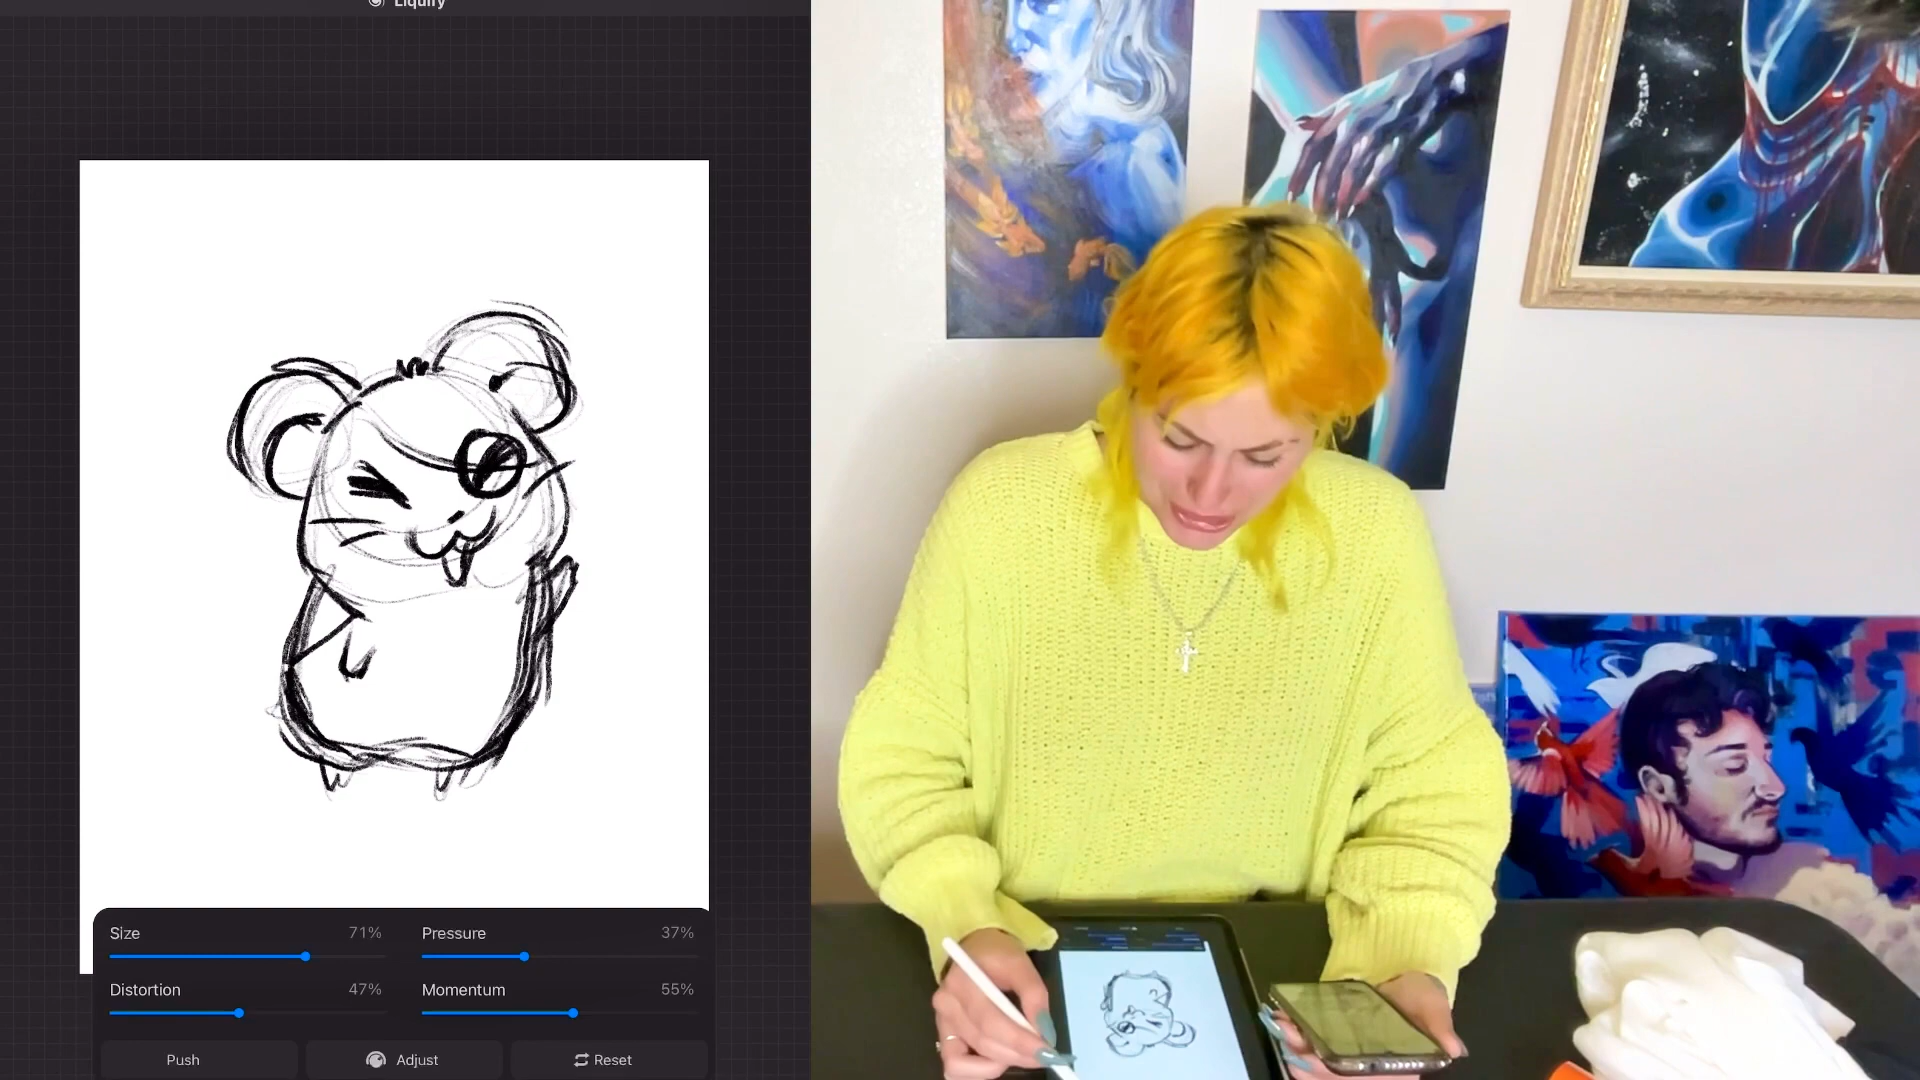 Liquify
Size 71% Pressure 37%
Distortion 47% Momentum 55%
Push Adjust Reset